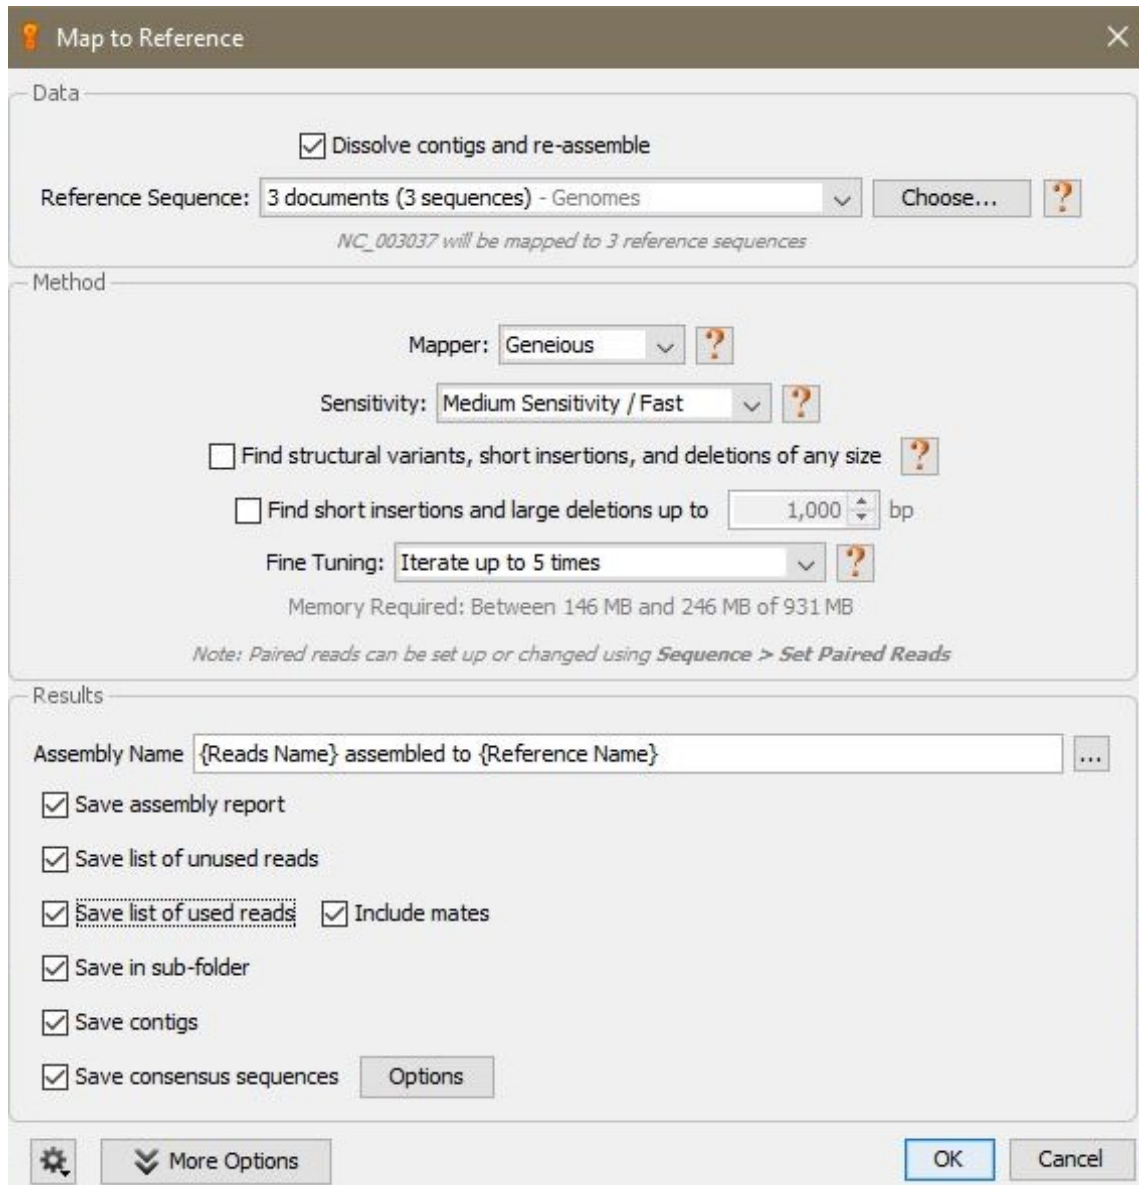 Map to Reference
Data
Dissolve contigs and re-assemble
Reference Sequence: 3 documents (3 sequences) - Genomes Choose... ?
NC_003037 will be mapped to 3 reference sequences
Method
Mapper: Geneious ?
Sensitivity: Medium Sensitivity / Fast ?
Find structural variants, short insertions, and deletions of any size ?
Find short insertions and large deletions up to 1,000 bp
Fine Tuning: Iterate up to 5 times ?
Memory Required: Between 146 MB and 246 MB of 931 MB
Note: Paired reads can be set up or changed using Sequence > Set Paired Reads
Results
Assembly Name {Reads Name} assembled to {Reference Name} ...
Save assembly report
Save list of unused reads
Save list of used reads Include mates
Save in sub-folder
Save contigs
Save consensus sequences Options
More Options OK Cancel